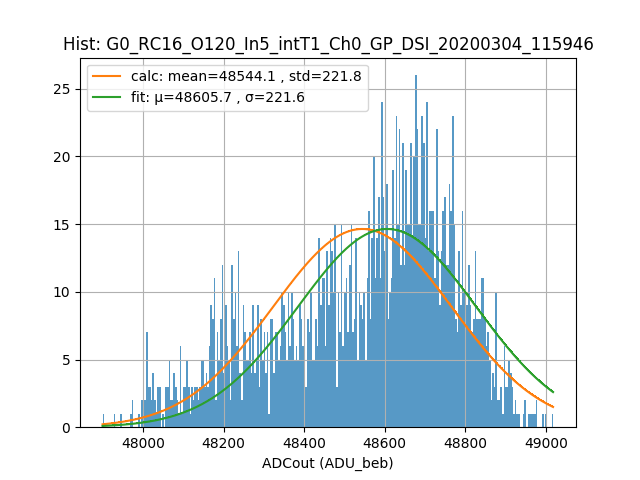 Hist: G0_RC16_O120_In5_intT1_Ch0_GP_DSI_20200304_115946
calc: mean=48544.1 , std=221.8
fit: μ=48605.7 , σ=221.6
25
20
15
10
5
0
48000 48200 48400 48600 48800 49000
ADCout (ADU_beb)